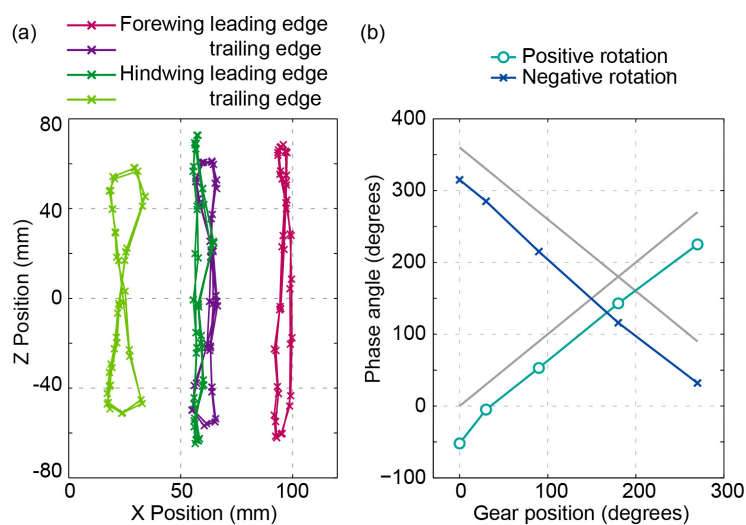 (a)
Forewing leading edge
trailing edge
Hindwing leading edge
trailing edge
80
40
0
-40
-80
0
50
100
Z Position (mm)
X Position (mm)
(b)
Positive rotation
Negative rotation
400
300
200
100
0
−100
0
100
200
300
Phase angle (degrees)
Gear position (degrees)